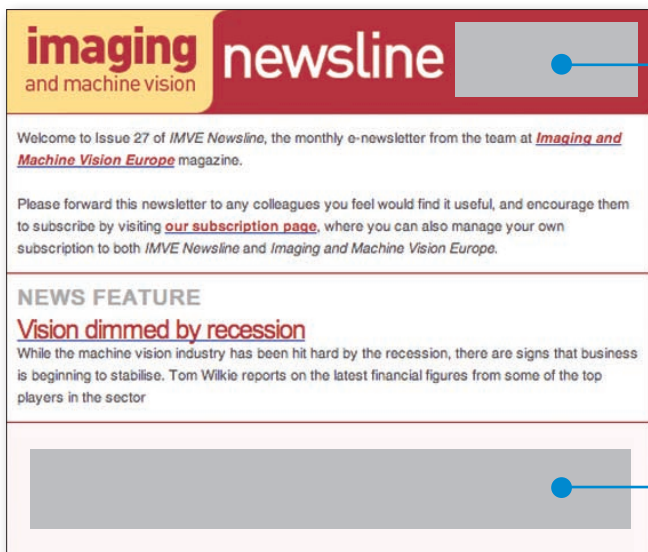 imaging
and machine vision
newsline
Welcome to Issue 27 of IMVE Newsline, the monthly e-newsletter from the team at Imaging and
Machine Vision Europe magazine.
Please forward this newsletter to any colleagues you feel would find it useful, and encourage them
to subscribe by visiting our subscription page, where you can also manage your own
subscription to both IMVE Newsline and Imaging and Machine Vision Europe.
NEWS FEATURE
Vision dimmed by recession
While the machine vision industry has been hit hard by the recession, there are signs that business
is beginning to stabilise. Tom Wilkie reports on the latest financial figures from some of the top
players in the sector